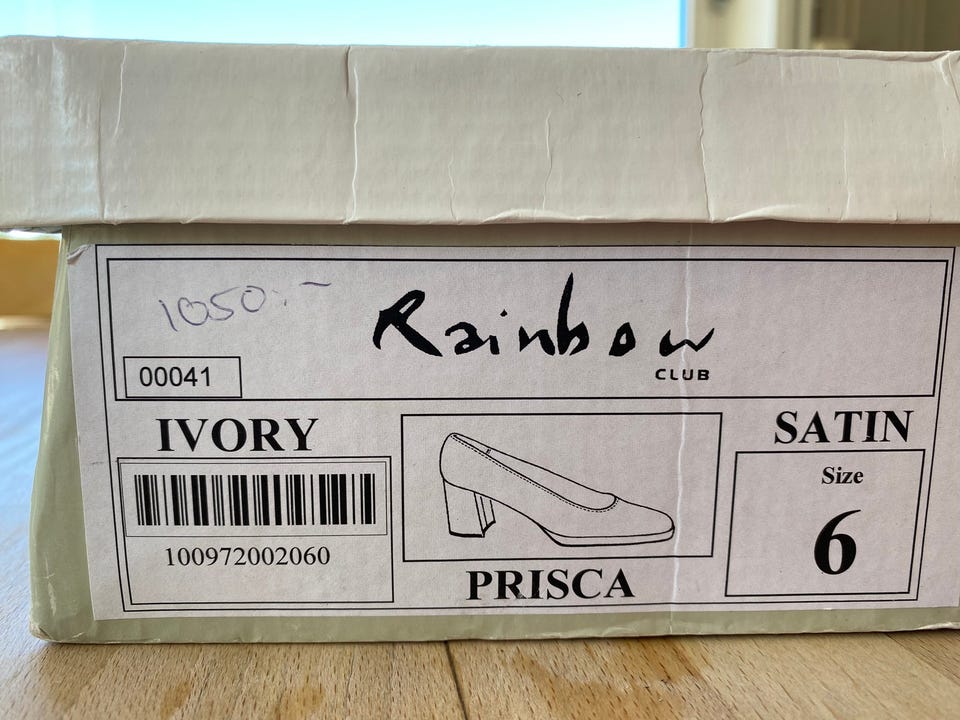 1050:-
Rainbow
CLUB
00041
IVORY
SATIN
Size
6
100972002060
PRISCA